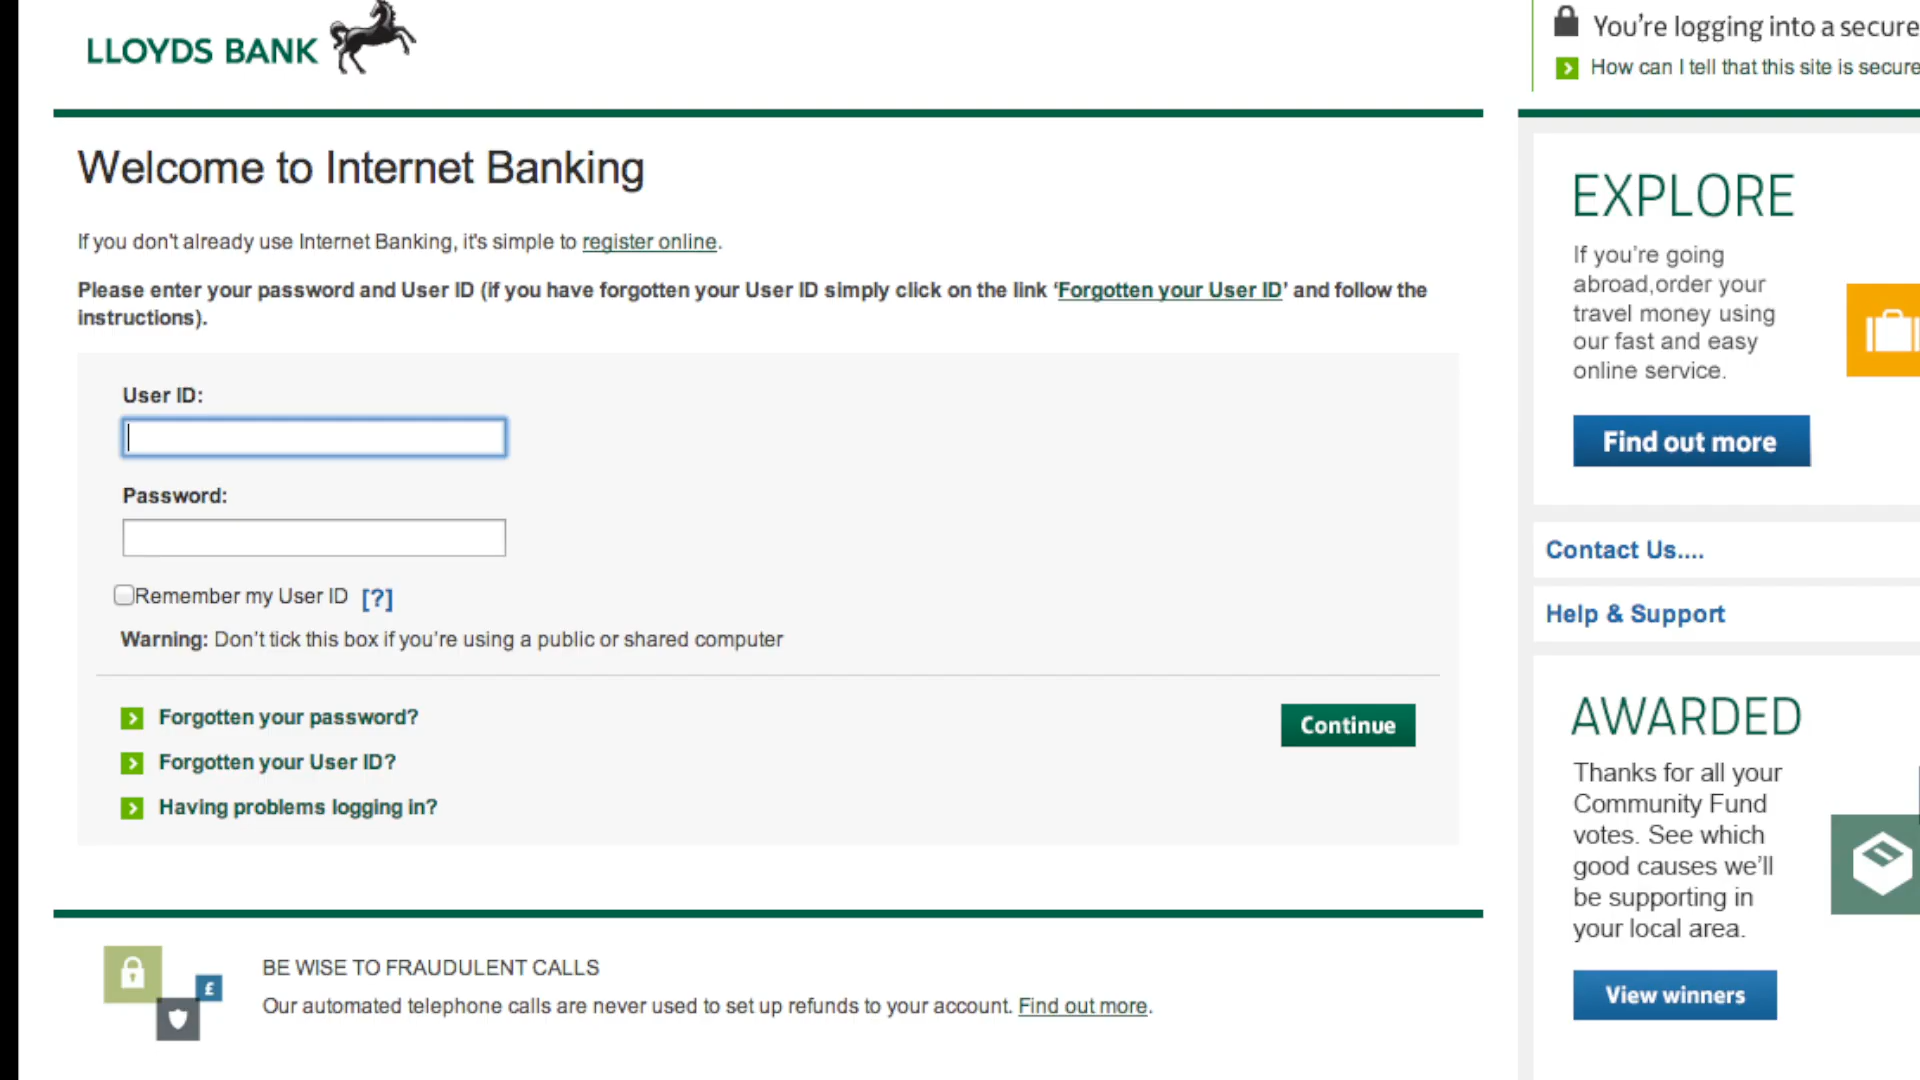 LLOYDS BANK
You're logging into a secure
How can I tell that this site is secure
Welcome to Internet Banking
If you don't already use Internet Banking, it's simple to register online.
Please enter your password and User ID (if you have forgotten your User ID simply click on the link ‘Forgotten your User ID’ and follow the
instructions).
User ID:
Password:
Remember my User ID [?]
Warning: Don’t tick this box if you’re using a public or shared computer
Forgotten your password?
Forgotten your User ID?
Having problems logging in?
Continue
BE WISE TO FRAUDULENT CALLS
£
Our automated telephone calls are never used to set up refunds to your account. Find out more.
EXPLORE
If you’re going
abroad,order your
travel money using
our fast and easy
online service.
Find out more
Contact Us....
Help & Support
AWARDED
Thanks for all your
Community Fund
votes. See which
good causes we’ll
be supporting in
your local area.
View winners